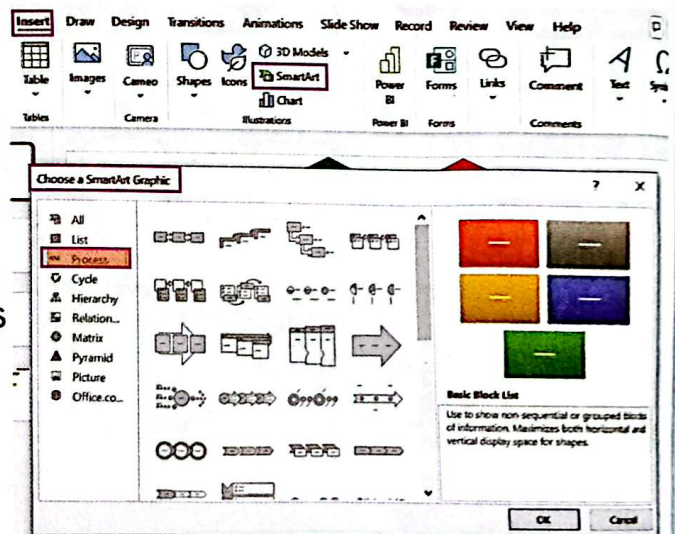 Insert Draw Design Transitions Animations Slide Show Record Review View Help
3D Models
SmartArt
Chart
Table Images Cameo Shapes Icons Power BI Forms Links Comment Text
Tables Camera Illustrations Power BI Forms Comments
Choose a SmartArt Graphic ? X
All
List
Process
Cycle
Hierarchy
Relation...
Matrix
Pyramid
Picture
Office.co...
Basic Block List
Use to show non-sequential or grouped blocks
of information. Maximizes both horizontal and
vertical display space for shapes.
OK Cancel